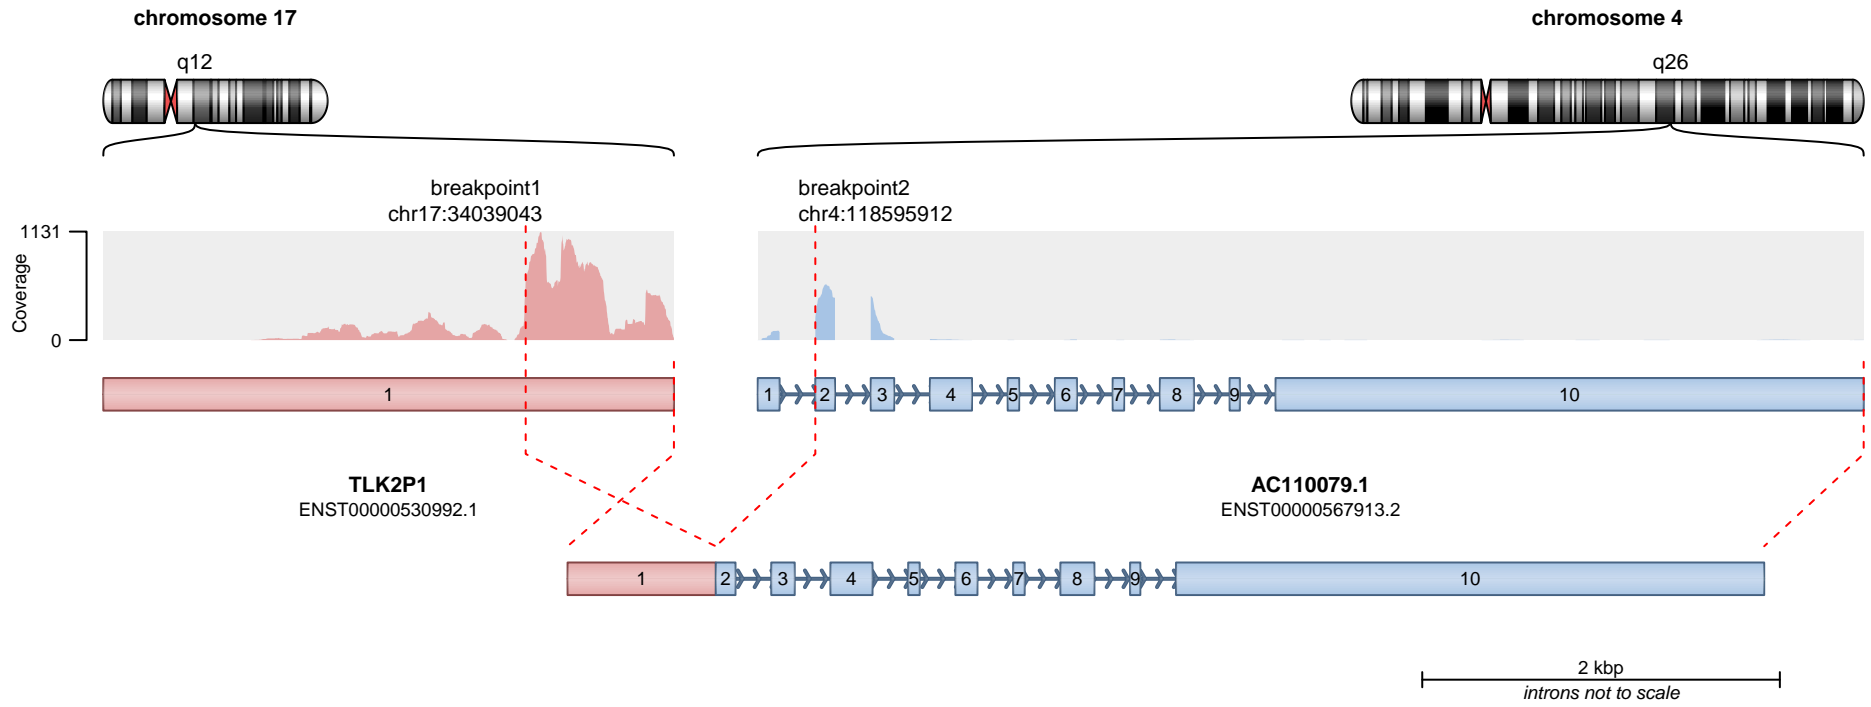 chromosome 17
chromosome 4
q12
q26
breakpoint1
chr17:34039043
breakpoint2
chr4:118595912
1131
Coverage
0
1
1 2 3 4 5 6 7 8 9 10
TLK2P1
ENST00000530992.1
AC110079.1
ENST00000567913.2
1 2 3 4 5 6 7 8 9 10
2 kbp
introns not to scale